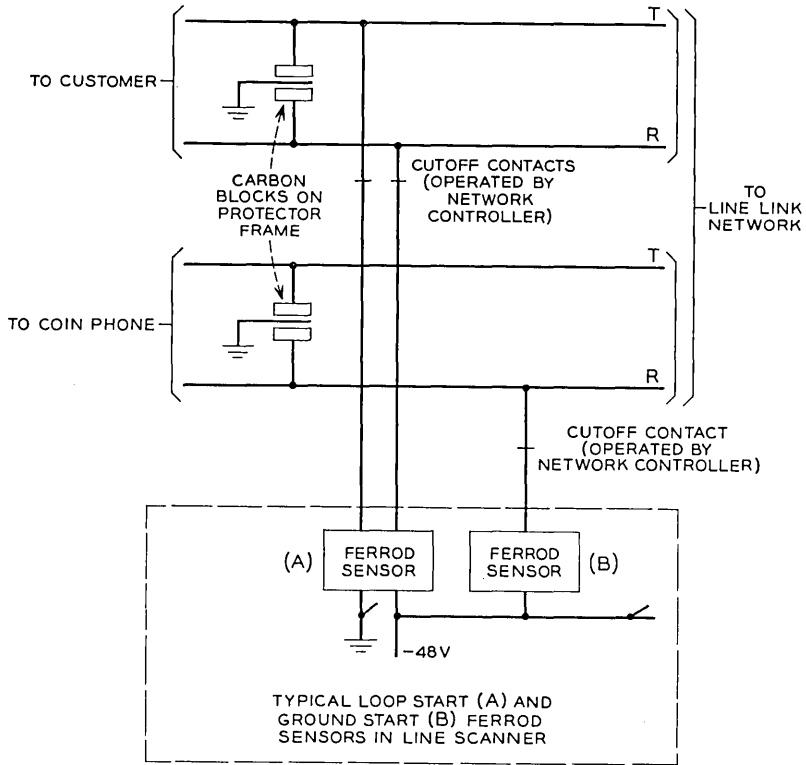 T
TO CUSTOMER
R
CARBON
BLOCKS ON
PROTECTOR
FRAME
CUTOFF CONTACTS
(OPERATED BY
NETWORK
CONTROLLER)
TO
LINE LINK
NETWORK
T
TO COIN PHONE
R
CUTOFF CONTACT
(OPERATED BY
NETWORK CONTROLLER)
(A)
FERROD
SENSOR
FERROD
SENSOR
(B)
-48V
TYPICAL LOOP START (A) AND
GROUND START (B) FERROD
SENSORS IN LINE SCANNER